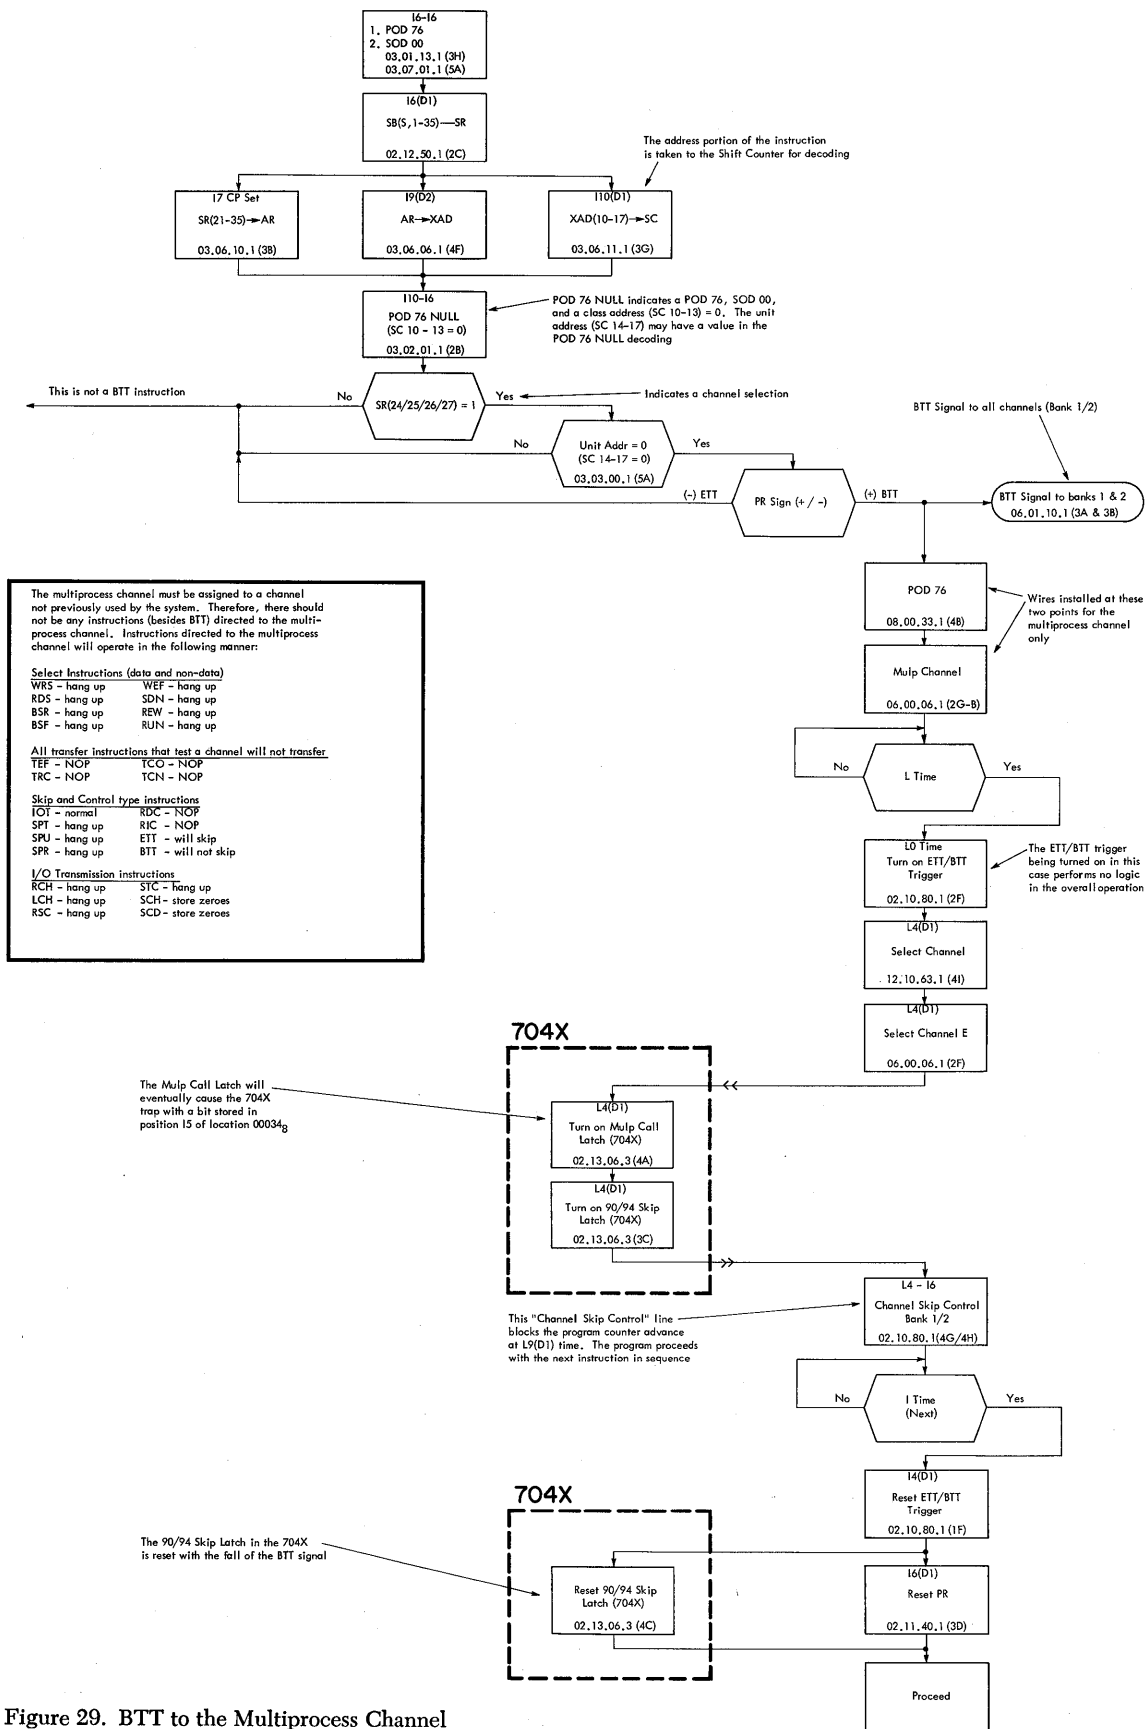 I6-I6
1. POD 76
2. SOD 00
03.01.13.1 (3H)
03.07.01.1 (5A)
I6(D1)
SB(S,1-35)—SR
02.12.50.1 (2C)
The address portion of the instruction
is taken to the Shift Counter for decoding
I7 CP Set
SR(21-35)→AR
03.06.10.1 (3B)
I9(D2)
AR→XAD
03.06.06.1 (4F)
I10(D1)
XAD(10-17)→SC
03.06.11.1 (3G)
I10-I6
POD 76 NULL
(SC 10 - 13 = 0)
03.02.01.1 (2B)
POD 76 NULL indicates a POD 76, SOD 00,
and a class address (SC 10-13) = 0. The unit
address (SC 14-17) may have a value in the
POD 76 NULL decoding
This is not a BTT instruction
No
SR(24/25/26/27) = 1
Yes
Indicates a channel selection
BTT Signal to all channels (Bank 1/2)
No
Unit Addr = 0
(SC 14-17 = 0)
03.03.00.1 (5A)
Yes
(-) ETT
PR Sign (+ / -)
(+) BTT
BTT Signal to banks 1 & 2
06.01.10.1 (3A & 3B)
The multiprocess channel must be assigned to a channel
not previously used by the system. Therefore, there should
not be any instructions (besides BTT) directed to the multi-
process channel. Instructions directed to the multiprocess
channel will operate in the following manner:
Select Instructions (data and non-data)
WRS - hang up WEF - hang up
RDS - hang up SDN - hang up
BSR - hang up REW - hang up
BSF - hang up RUN - hang up
All transfer instructions that test a channel will not transfer
TEF - NOP TCO - NOP
TRC - NOP TCN - NOP
Skip and Control type instructions
IOT - normal RDC - NOP
SPT - hang up RIC - NOP
SPU - hang up ETT - will skip
SPR - hang up BTT - will not skip
I/O Transmission instructions
RCH - hang up STC - hang up
LCH - hang up SCH - store zeroes
RSC - hang up SCD - store zeroes
POD 76
08.00.33.1 (4B)
Wires installed at these
two points for the
multiprocess channel
only
Mulp Channel
06.00.06.1 (2G-B)
No
L Time
Yes
L0 Time
Turn on ETT/BTT
Trigger
02.10.80.1 (2F)
The ETT/BTT trigger
being turned on in this
case performs no logic
in the overall operation
L4(D1)
Select Channel
12.10.63.1 (4I)
L4(D1)
Select Channel E
06.00.06.1 (2F)
704X
The Mulp Call Latch will
eventually cause the 704X
trap with a bit stored in
position 15 of location 00034₈
L4(D1)
Turn on Mulp Call
Latch (704X)
02.13.06.3 (4A)
L4(D1)
Turn on 90/94 Skip
Latch (704X)
02.13.06.3 (3C)
L4 - I6
Channel Skip Control
Bank 1/2
02.10.80.1(4G/4H)
This "Channel Skip Control" line
blocks the program counter advance
at L9(D1) time. The program proceeds
with the next instruction in sequence
No
I Time
(Next)
Yes
I4(D1)
Reset ETT/BTT
Trigger
02.10.80.1 (1F)
704X
The 90/94 Skip Latch in the 704X
is reset with the fall of the BTT signal
Reset 90/94 Skip
Latch (704X)
02.13.06.3 (4C)
I6(D1)
Reset PR
02.11.40.1 (3D)
Proceed
Figure 29. BTT to the Multiprocess Channel